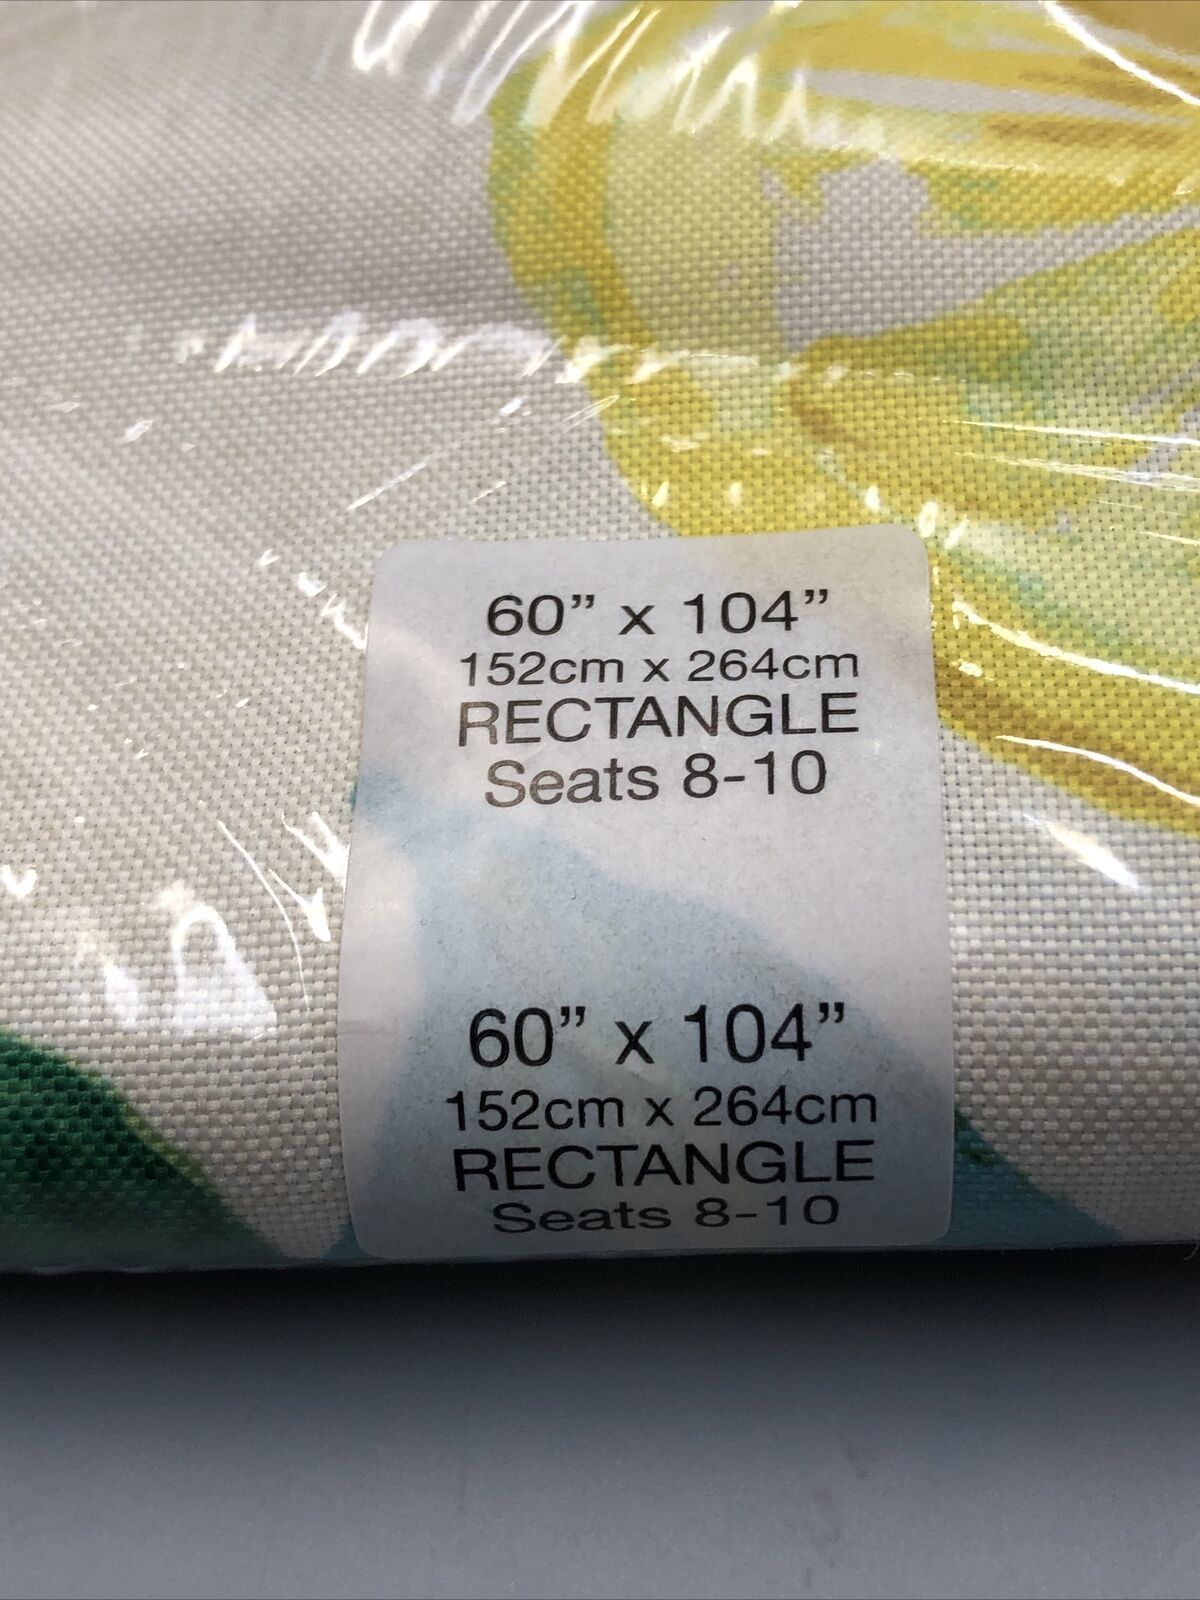 60” x 104”
152cm x 264cm
RECTANGLE
Seats 8-10
60” x 104”
152cm x 264cm
RECTANGLE
Seats 8-10